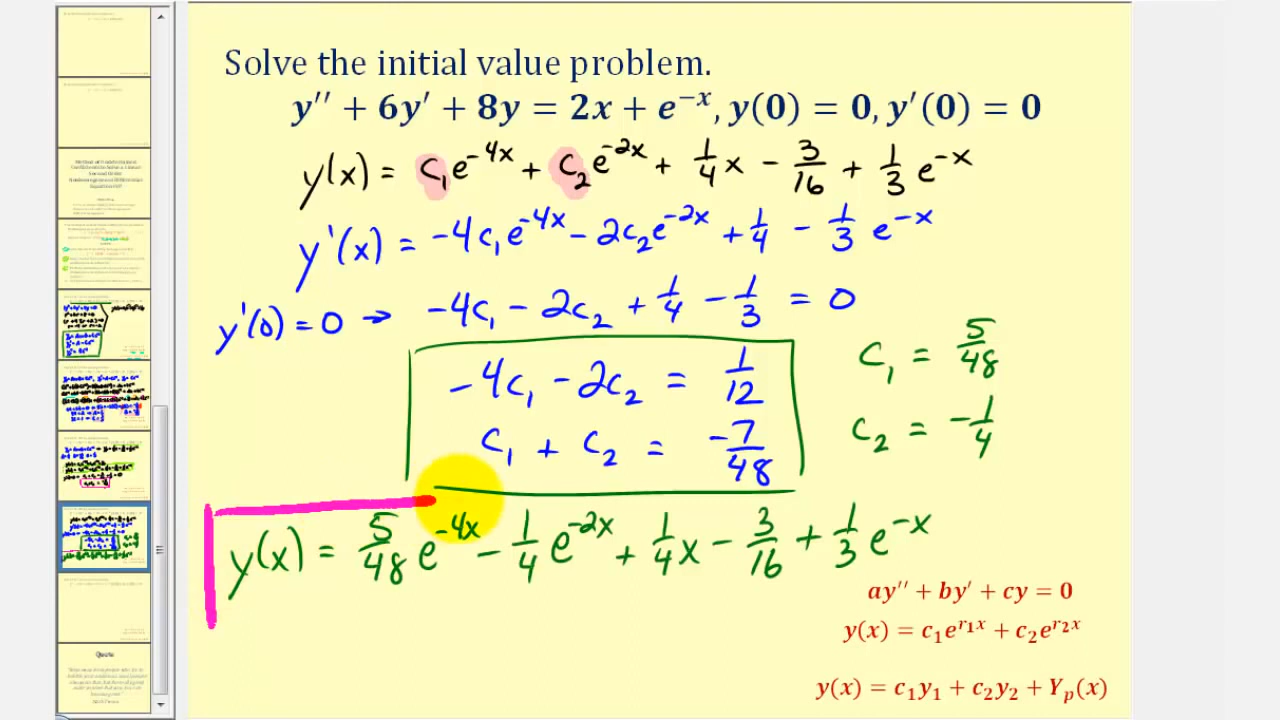 Solve the initial value problem.
y'' + 6y' + 8y = 2x + e^{-x}, y(0) = 0, y'(0) = 0
y(x) = c₁e^{-4x} + c₂e^{-2x} + 1/4 x - 3/16 + 1/3 e^{-x}
y'(x) = -4c₁e^{-4x} - 2c₂e^{-2x} + 1/4 - 1/3 e^{-x}
y'(0) = 0 → -4c₁ - 2c₂ + 1/4 - 1/3 = 0
-4c₁ - 2c₂ = 1/12
c₁ + c₂ = -7/48
c₁ = 5/48
c₂ = -1/4
y(x) = 5/48 e^{-4x} - 1/4 e^{-2x} + 1/4 x - 3/16 + 1/3 e^{-x}
ay'' + by' + cy = 0
y(x) = c₁e^{r₁x} + c₂e^{r₂x}
y(x) = c₁y₁ + c₂y₂ + Yₚ(x)
Quote